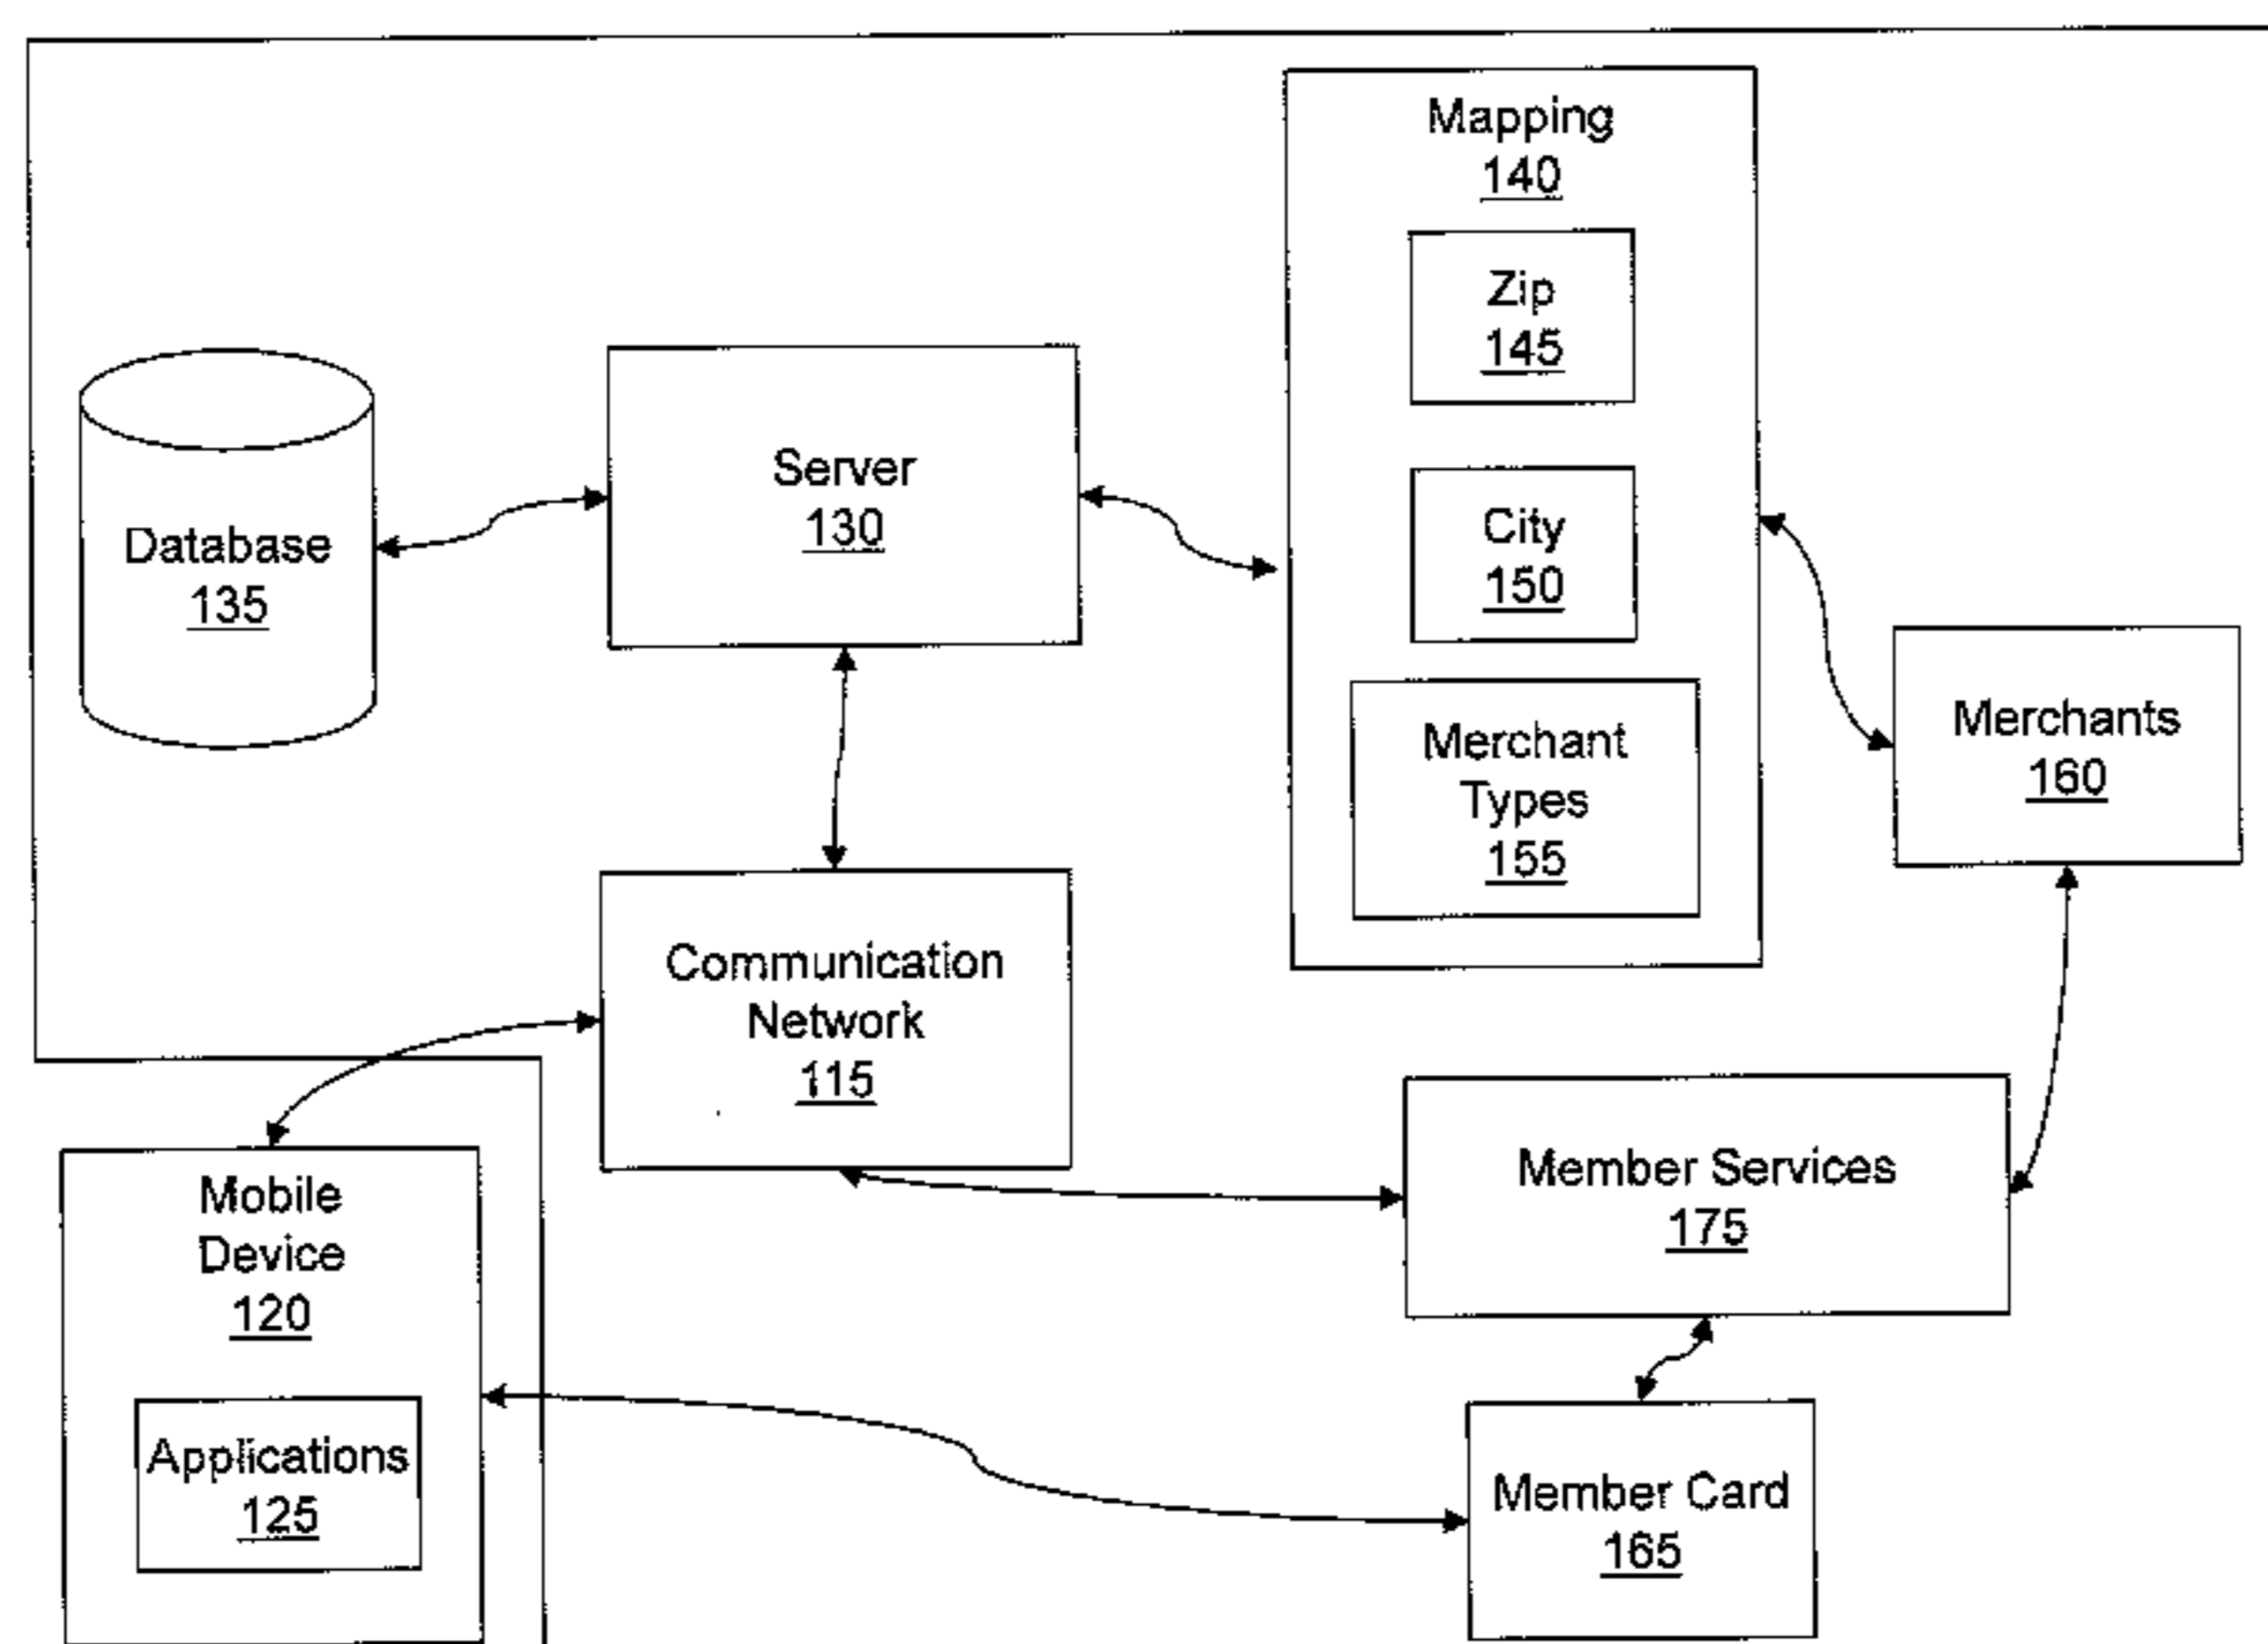 Mapping
140
Zip
145
Server
130
City
150
Database
135
Merchant
Types
155
Merchants
160
Communication
Network
115
Member Services
175
Mobile
Device
120
Applications
125
Member Card
165